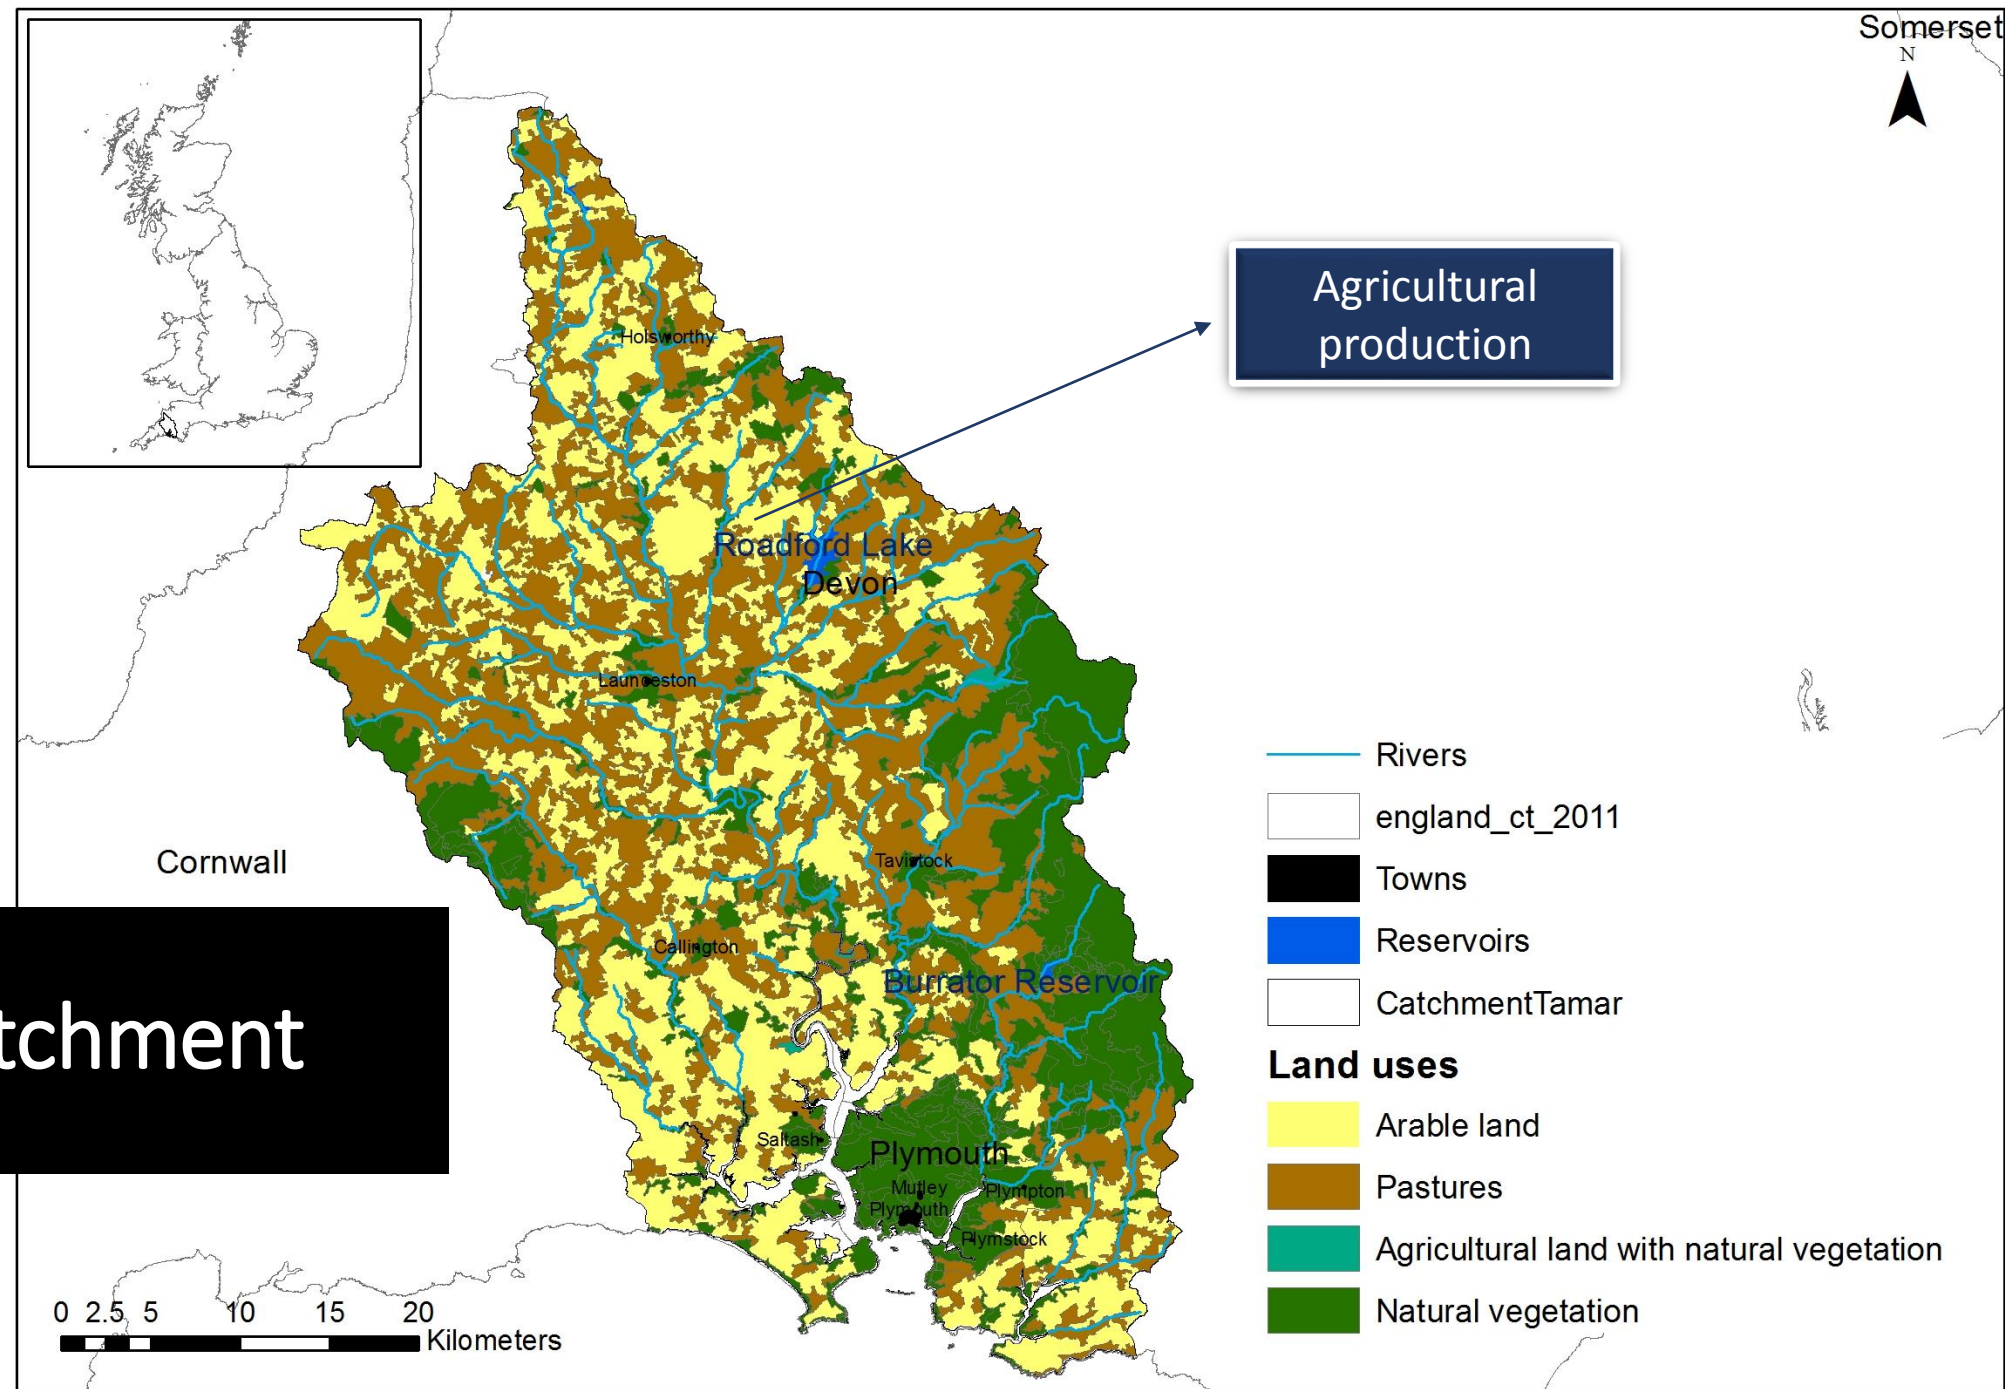 Somerset
N
Agricultural
production
Holsworthy
Roadford Lake
Devon
Launceston
Cornwall
Tavistock
Callington
Burrator Reservoir
tchment
Saltash
Plymouth
Mutley
Plympton
Plymouth
Plymstock
Rivers
england_ct_2011
Towns
Reservoirs
CatchmentTamar
Land uses
Arable land
Pastures
Agricultural land with natural vegetation
Natural vegetation
0 2.5 5 10 15 20
Kilometers